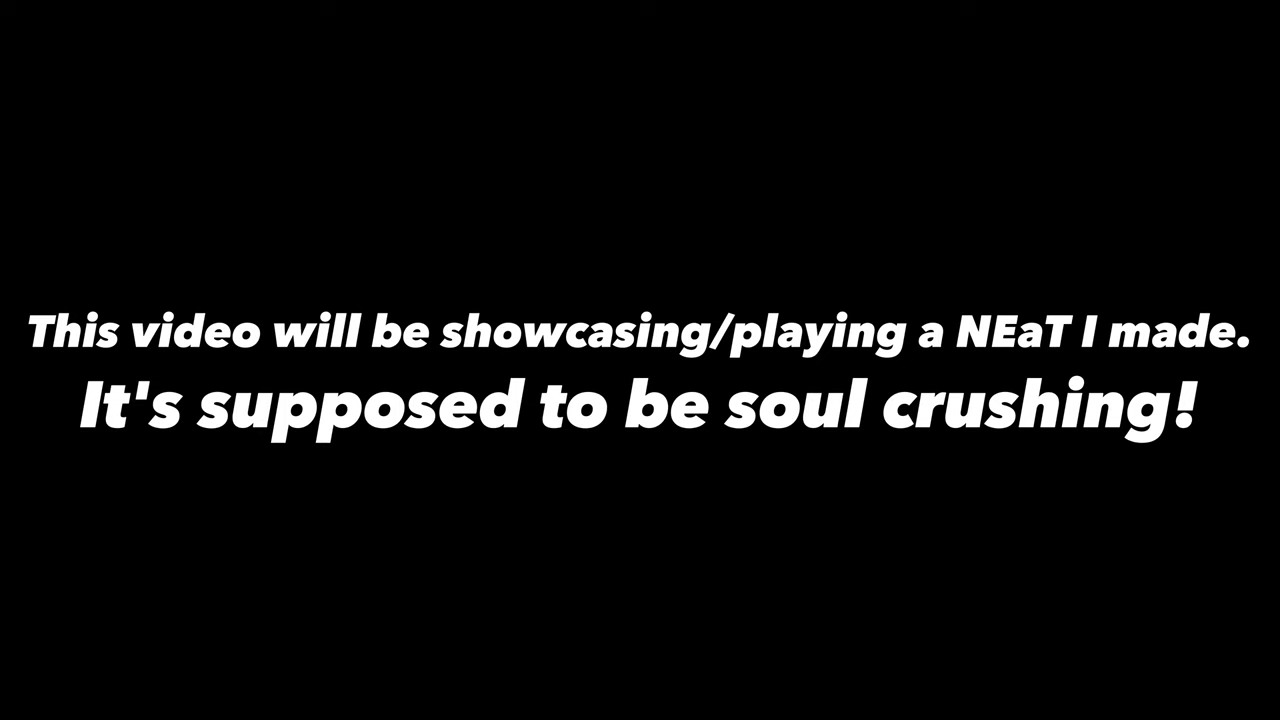 This video will be showcasing/playing a NEaT I made.
It's supposed to be soul crushing!